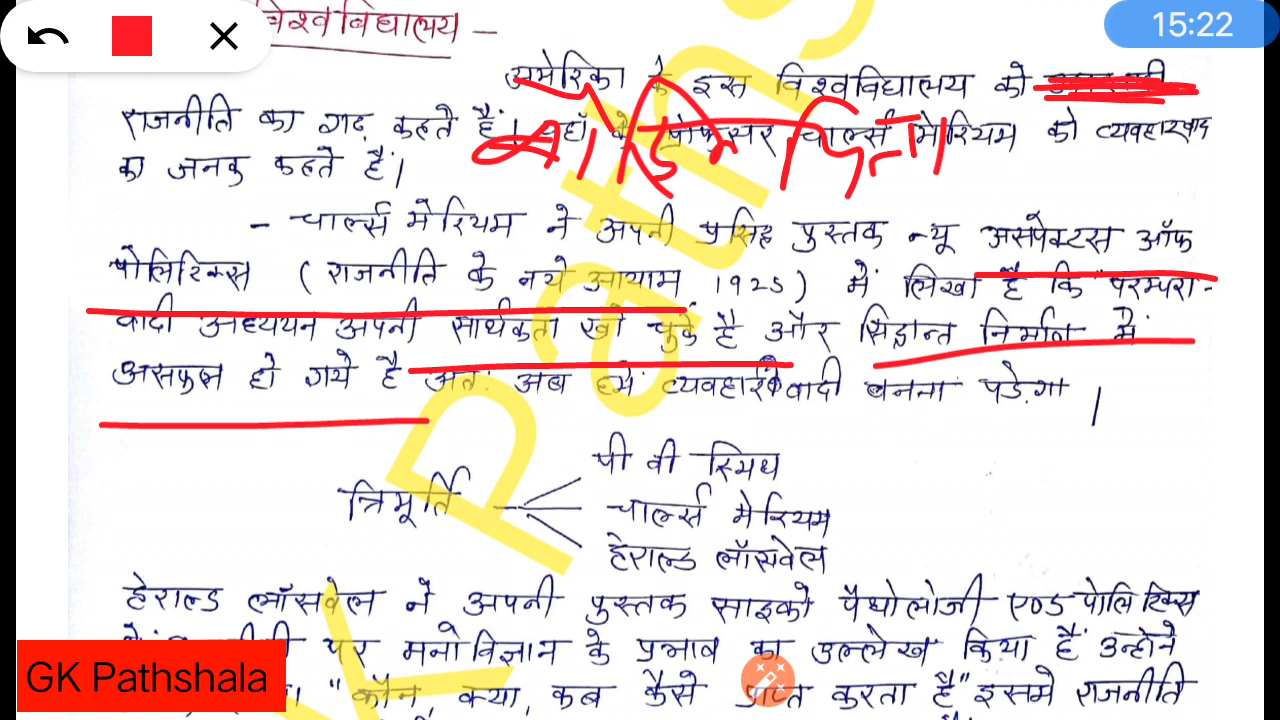 15:22
विश्वविद्यालय –
अमेरिका के इस विश्वविद्यालय को
राजनीति का गढ़ कहते हैं। यहाँ के प्रोफेसर चार्ल्स मेरियम को व्यवहारवाद
का जनक कहते हैं।
– चार्ल्स मेरियम ने अपनी प्रसिद्ध पुस्तक न्यू अस्पेक्टस ऑफ
पोलिटिक्स (राजनीति के नये आयाम, 1925) में लिखा है कि परम्परा-
वादी अध्ययन अपनी सार्थकता खो चुके है और सिद्धान्त निर्माण में
असफल हो गये है अतः अब हमें व्यवहारवादी बनना पडेगा।
पी वी स्मिथ
त्रिमूर्ति चार्ल्स मेरियम
हेराल्ड लॉसवेल
हेराल्ड लॉसवेल ने अपनी पुस्तक साइको पैथोलोजी एण्ड पोलिटिक्स
पर मनोविज्ञान के प्रभाव का उल्लेख किया है उन्होने
"कौन, क्या, कब कैसे प्राप्त करता है" इसमे राजनीति
GK Pathshala